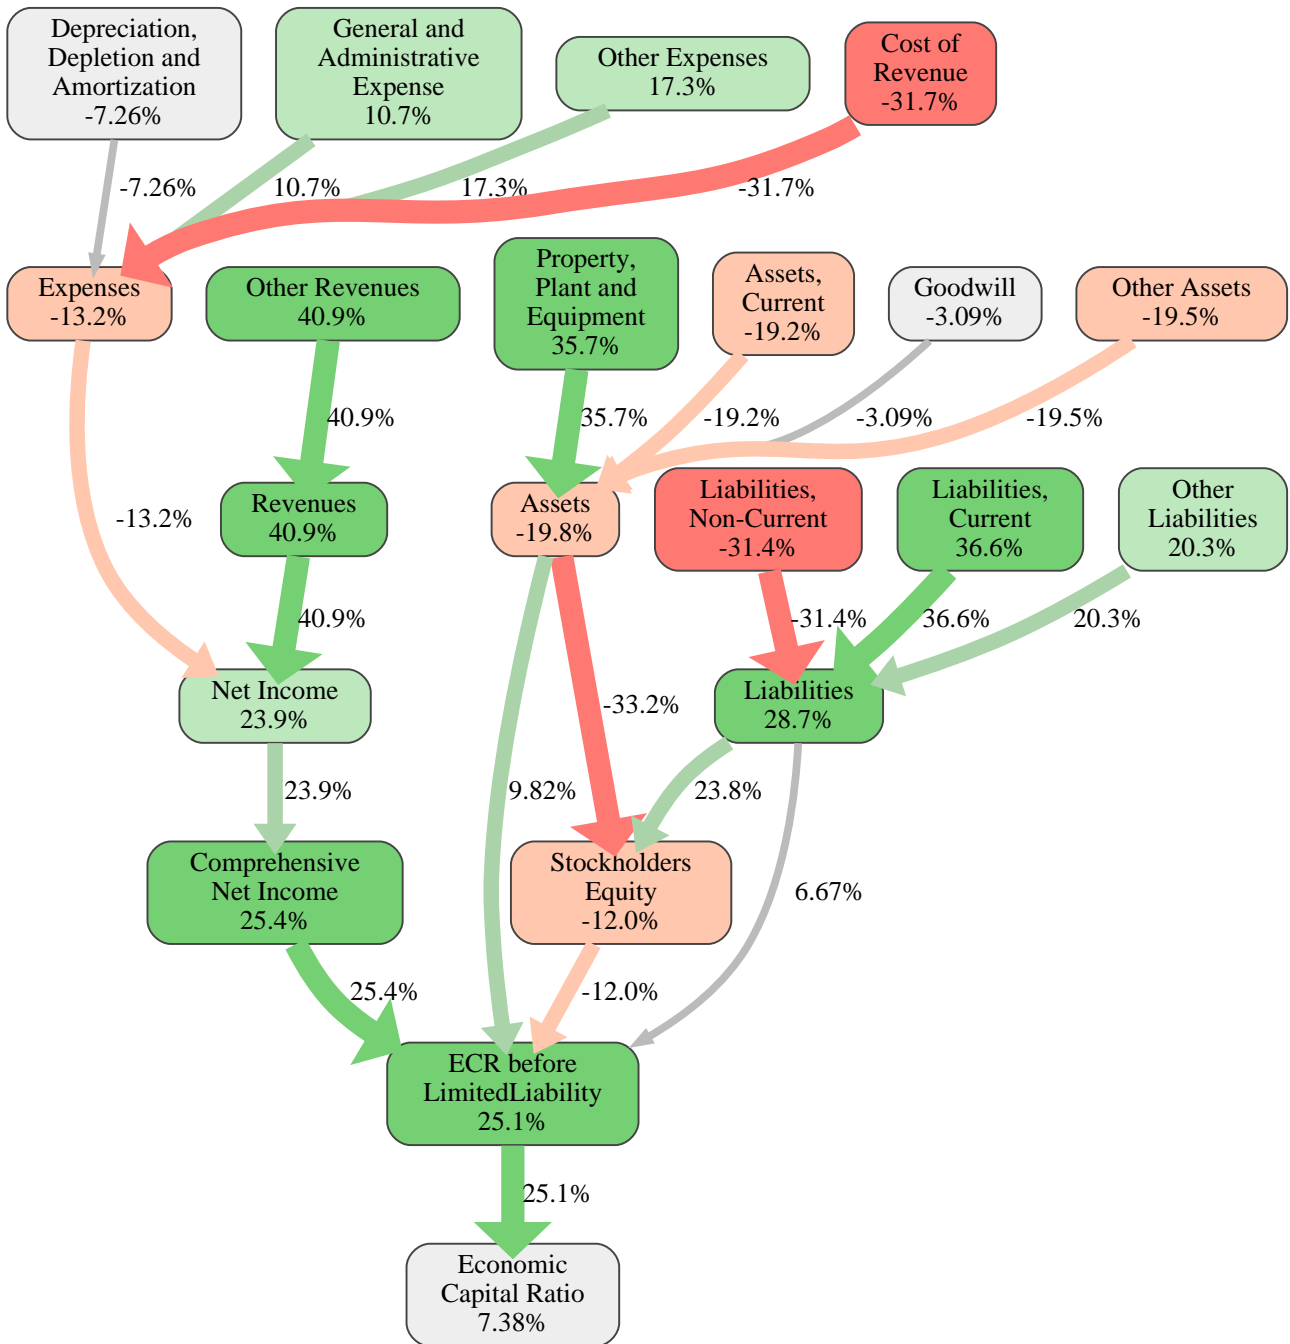 Depreciation,
Depletion and
Amortization
-7.26%
General and
Administrative
Expense
10.7%
Other Expenses
17.3%
Cost of
Revenue
-31.7%
-7.26%
10.7%
17.3%
-31.7%
Expenses
-13.2%
Other Revenues
40.9%
Property,
Plant and
Equipment
35.7%
Assets,
Current
-19.2%
Goodwill
-3.09%
Other Assets
-19.5%
40.9%
35.7%
-19.2%
-3.09%
-19.5%
-13.2%
Revenues
40.9%
Assets
-19.8%
Liabilities,
Non-Current
-31.4%
Liabilities,
Current
36.6%
Other
Liabilities
20.3%
40.9%
-31.4%
36.6%
20.3%
Net Income
23.9%
-33.2%
Liabilities
28.7%
23.9%
9.82%
23.8%
Comprehensive
Net Income
25.4%
Stockholders
Equity
-12.0%
6.67%
25.4%
-12.0%
ECR before
LimitedLiability
25.1%
25.1%
Economic
Capital Ratio
7.38%